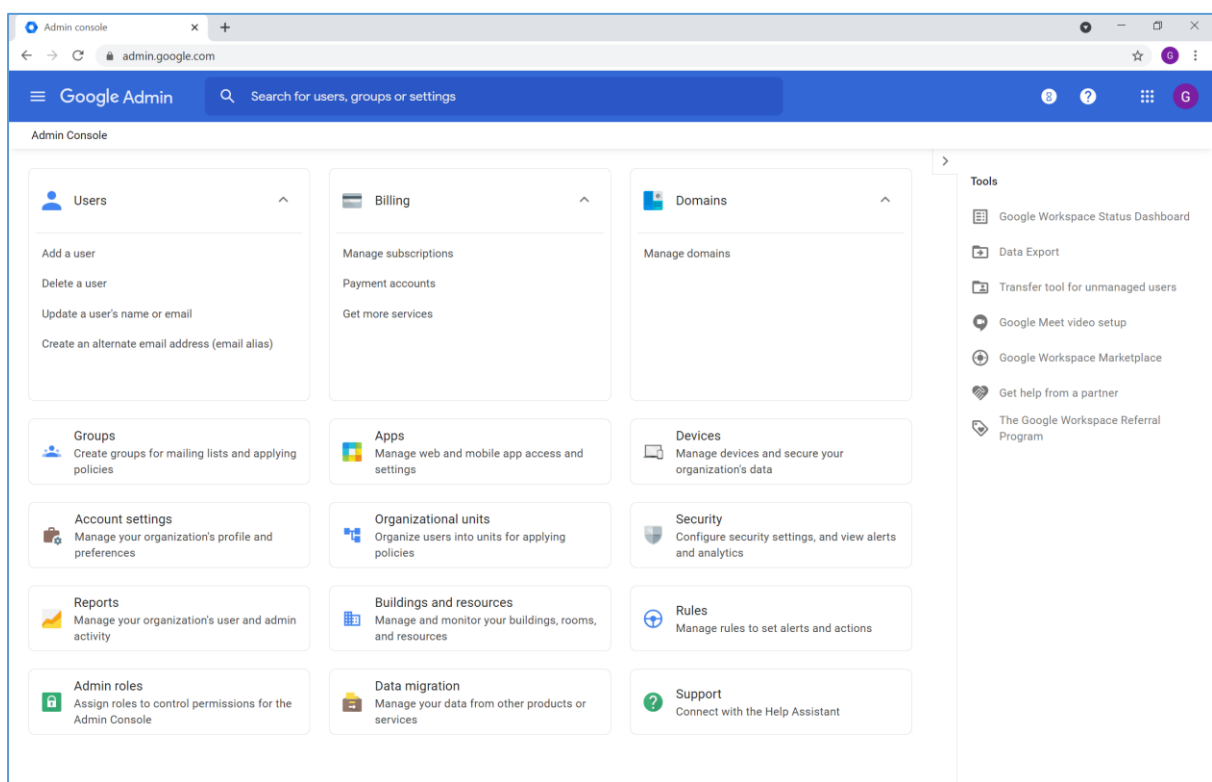 Admin console
admin.google.com
G
Google Admin
Search for users, groups or settings
8
?
G
Admin Console
Users
Add a user
Delete a user
Update a user's name or email
Create an alternate email address (email alias)
Billing
Manage subscriptions
Payment accounts
Get more services
Domains
Manage domains
Groups
Create groups for mailing lists and applying
policies
Apps
Manage web and mobile app access and
settings
Devices
Manage devices and secure your
organization's data
Account settings
Manage your organization's profile and
preferences
Organizational units
Organize users into units for applying
policies
Security
Configure security settings, and view alerts
and analytics
Reports
Manage your organization's user and admin
activity
Buildings and resources
Manage and monitor your buildings, rooms,
and resources
Rules
Manage rules to set alerts and actions
Admin roles
Assign roles to control permissions for the
Admin Console
Data migration
Manage your data from other products or
services
?
Support
Connect with the Help Assistant
Tools
Google Workspace Status Dashboard
Data Export
Transfer tool for unmanaged users
Google Meet video setup
Google Workspace Marketplace
Get help from a partner
The Google Workspace Referral
Program